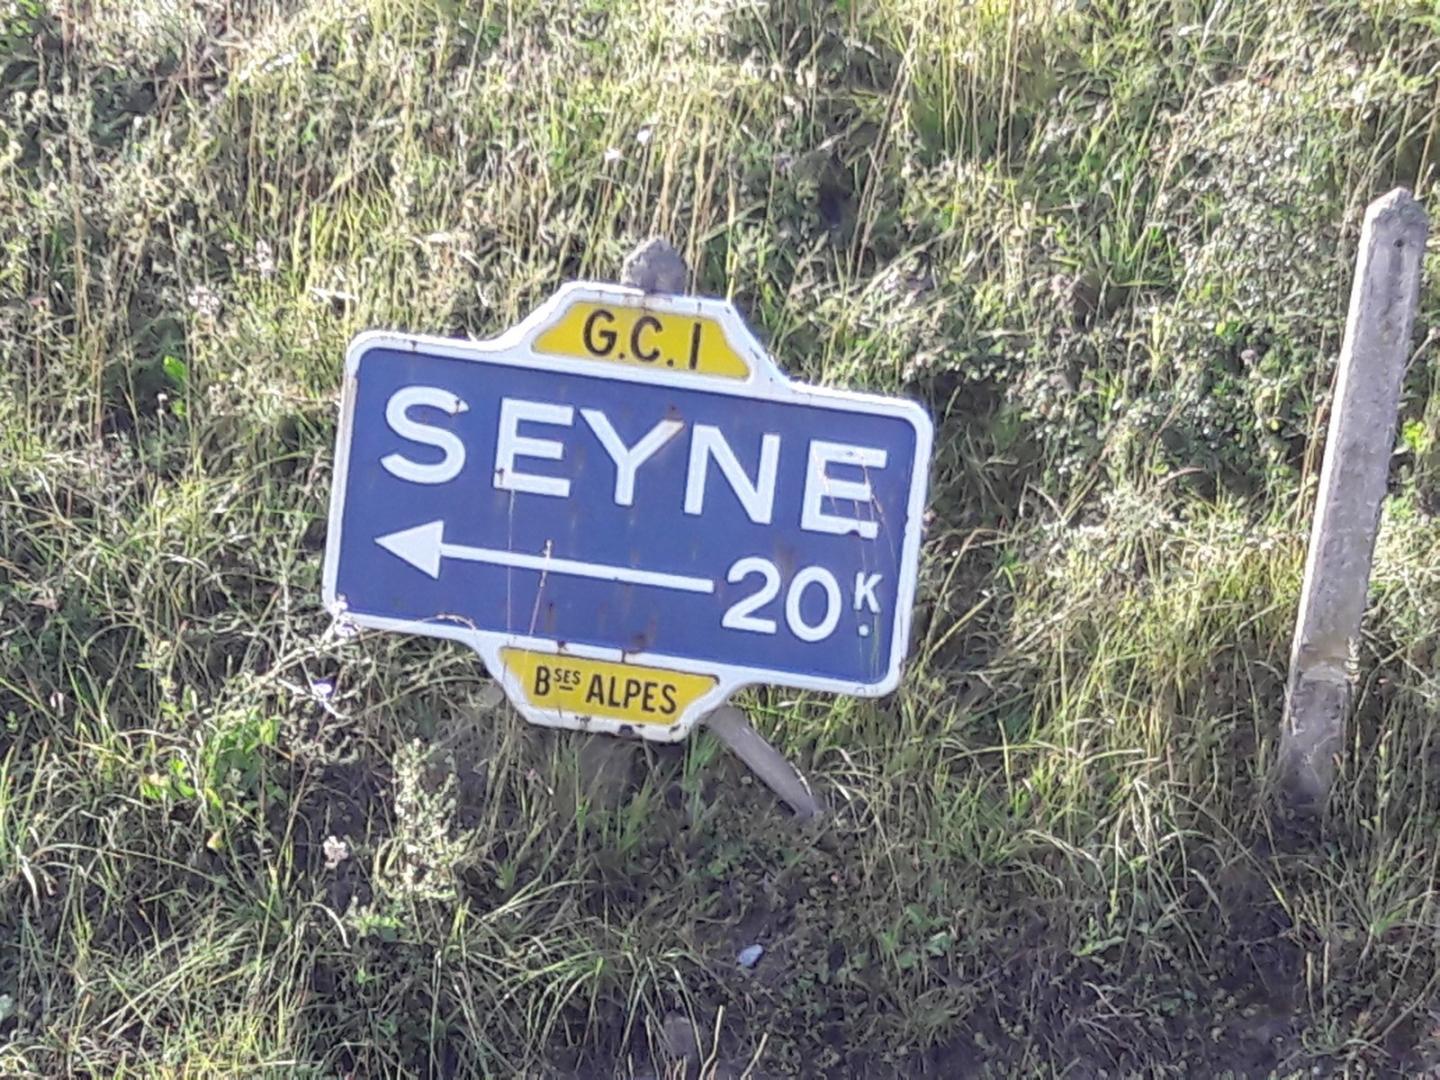 G.C.1
SEYNE
20K.
BSES ALPES